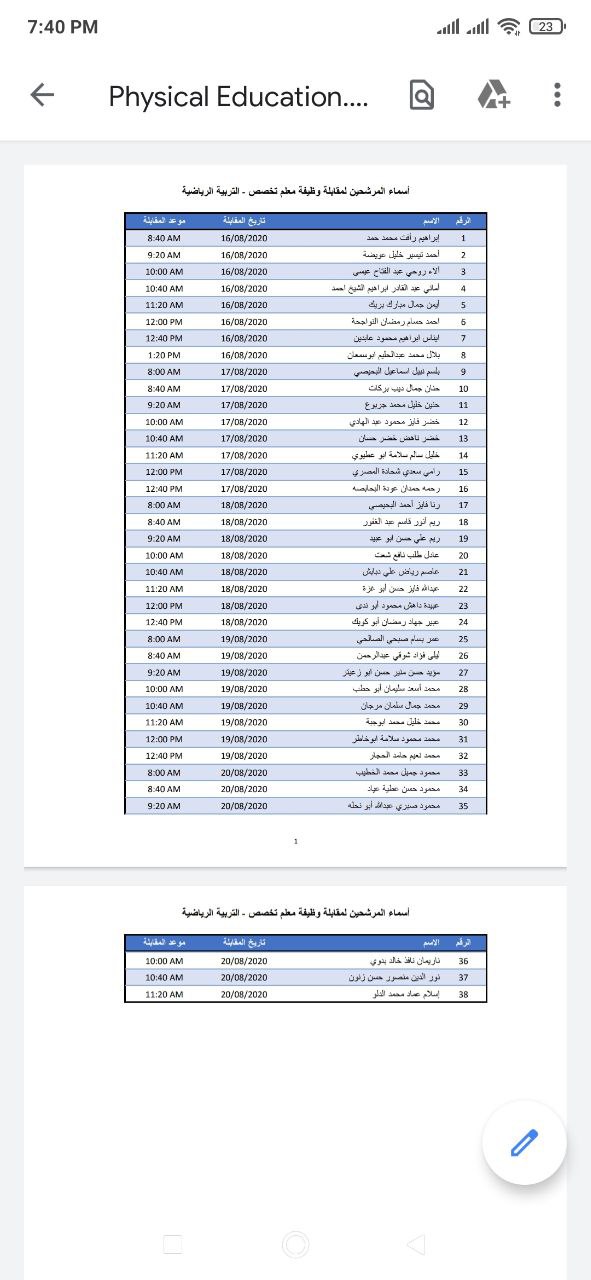 7:40 PM 23
Physical Education....
أسماء المرشحين لمقابلة وظيفة معلم تخصص - التربية الرياضية
الرقم الاسم تاريخ المقابلة موعد المقابلة
1 إبراهيم رأفت محمد حمد 16/08/2020 8:40 AM
2 أحمد تيسير خليل عويضة 16/08/2020 9:20 AM
3 آلاء روحي عبد الفتاح عيسى 16/08/2020 10:00 AM
4 أماني عبد القادر ابراهيم الشيخ احمد 16/08/2020 10:40 AM
5 أيمن جمال مبارك بريك 16/08/2020 11:20 AM
6 احمد حسام رمضان النواجحة 16/08/2020 12:00 PM
7 ايناس ابراهيم محمود عابدين 16/08/2020 12:40 PM
8 بلال محمد عبدالحليم ابوسمعان 16/08/2020 1:20 PM
9 بلسم نبيل اسماعيل البحيصي 17/08/2020 8:00 AM
10 حنان جمال ديب بركات 17/08/2020 8:40 AM
11 حنين خليل محمد جربوع 17/08/2020 9:20 AM
12 خضر فايز محمود عبد الهادي 17/08/2020 10:00 AM
13 خضر ناهض خضر حسان 17/08/2020 10:40 AM
14 خليل سالم سلامة ابو عطيوي 17/08/2020 11:20 AM
15 رامي سعدي شحادة المصري 17/08/2020 12:00 PM
16 رحمه حمدان عودة 17/08/2020 12:40 PM
17 رنا فايز أحمد البحيصي 18/08/2020 8:00 AM
18 ريم أنور قاسم عبد الغفور 18/08/2020 8:40 AM
19 ريم علي حسن ابو عبيد 18/08/2020 9:20 AM
20 عادل طلب نافع شعت 18/08/2020 10:00 AM
21 عاصم رياض علي دبابش 18/08/2020 10:40 AM
22 عبدالله فايز حسن أبو غزة 18/08/2020 11:20 AM
23 عبيدة داهش محمود أبو ندى 18/08/2020 12:00 PM
24 عبير جهاد رمضان أبو كويك 18/08/2020 12:40 PM
25 عمر بسام صبحي الصالحي 19/08/2020 8:00 AM
26 ليلى فؤاد شوقي عبدالرحمن 19/08/2020 8:40 AM
27 مؤيد حسن منير حسن ابو زعيتر 19/08/2020 9:20 AM
28 محمد أسعد سليمان أبو حطب 19/08/2020 10:00 AM
29 محمد جمال سلمان مرجان 19/08/2020 10:40 AM
30 محمد خليل محمد ابوجبة 19/08/2020 11:20 AM
31 محمد محمود سلامة ابوخاطر 19/08/2020 12:00 PM
32 محمد نعيم حامد الحجار 19/08/2020 12:40 PM
33 محمود جميل محمد الخطيب 20/08/2020 8:00 AM
34 محمود حسن عطية عياد 20/08/2020 8:40 AM
35 محمود صبري عبدالله أبو نحله 20/08/2020 9:20 AM
1
أسماء المرشحين لمقابلة وظيفة معلم تخصص - التربية الرياضية
الرقم الاسم تاريخ المقابلة موعد المقابلة
36 ناريمان نافذ خالد بدوي 20/08/2020 10:00 AM
37 نور الدين منصور حسن زنون 20/08/2020 10:40 AM
38 إسلام عماد محمد الدلو 20/08/2020 11:20 AM